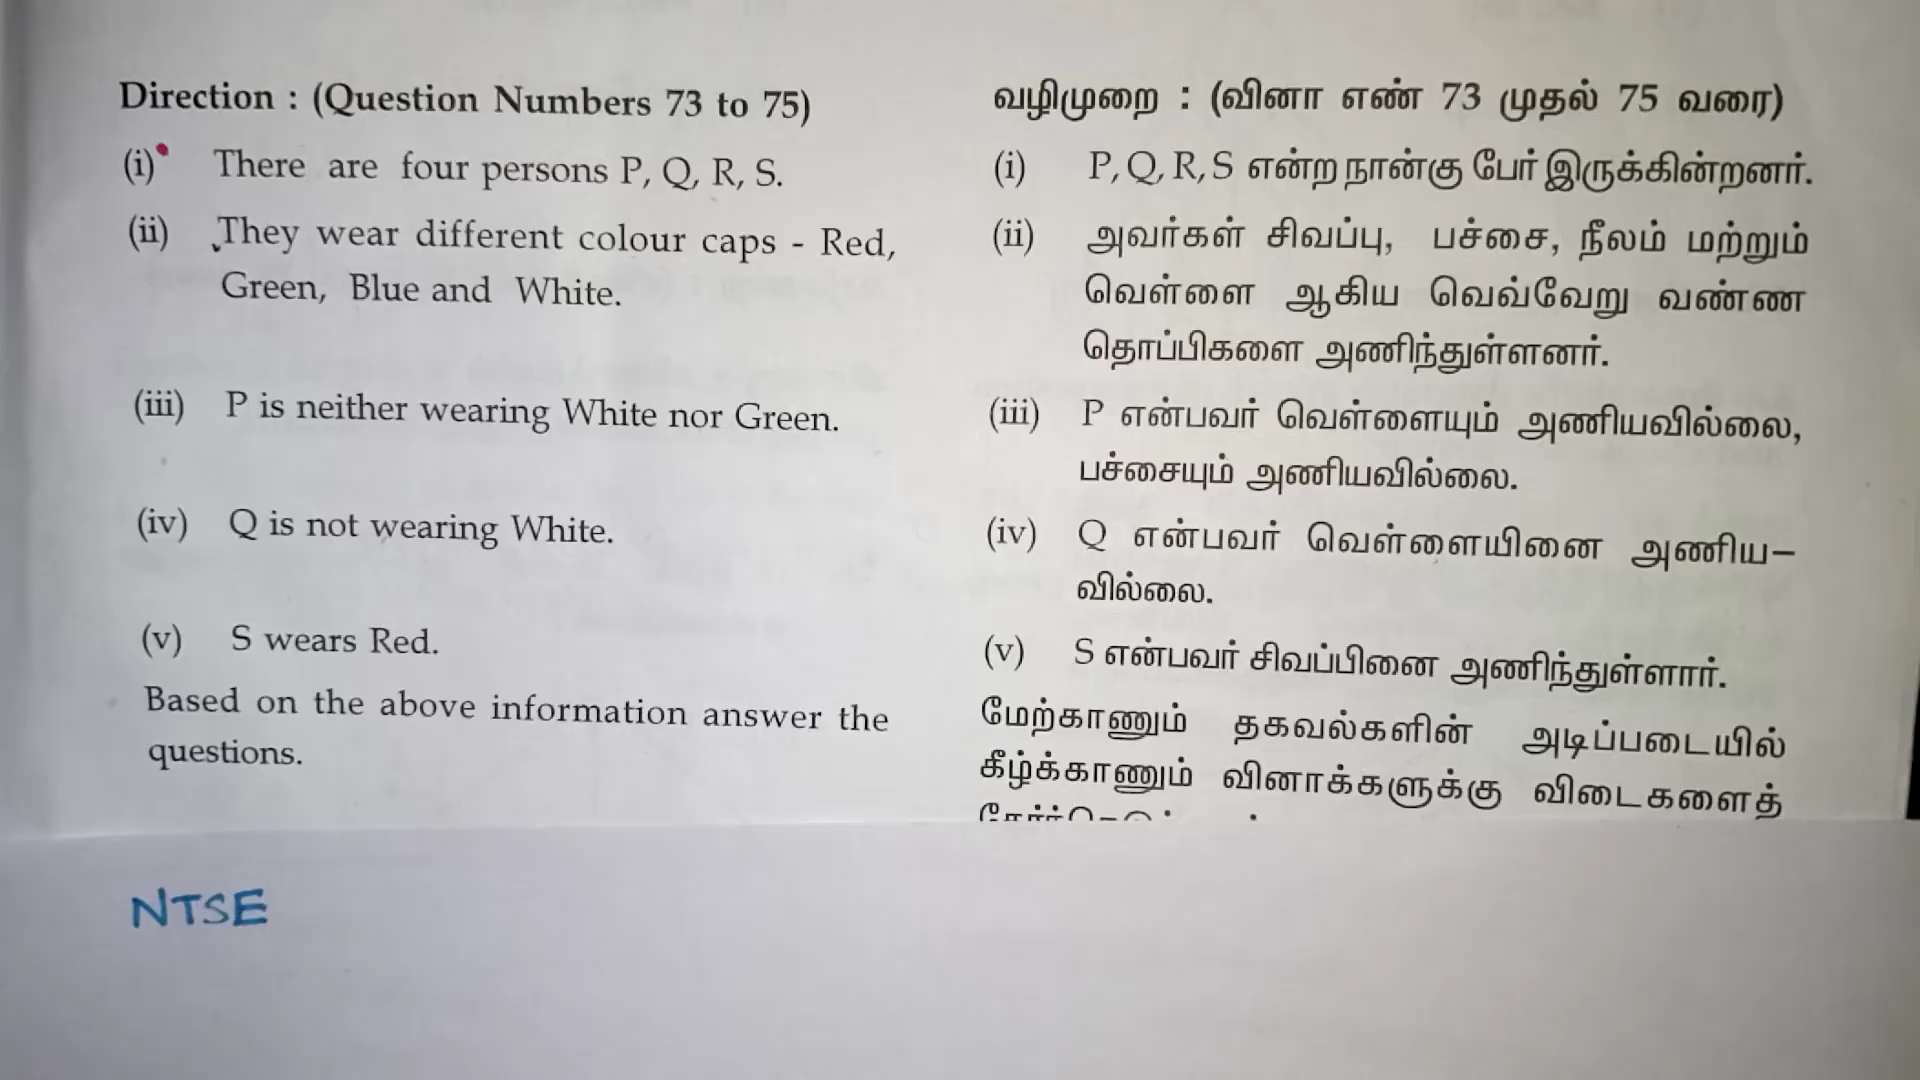 Direction : (Question Numbers 73 to 75)
(i) There are four persons P, Q, R, S.
(ii) They wear different colour caps - Red,
Green, Blue and White.
(iii) P is neither wearing White nor Green.
(iv) Q is not wearing White.
(v) S wears Red.
Based on the above information answer the
questions.
வழிமுறை : (வினா எண் 73 முதல் 75 வரை)
(i) P, Q, R, S என்ற நான்கு பேர் இருக்கின்றனர்.
(ii) அவர்கள் சிவப்பு, பச்சை, நீலம் மற்றும்
வெள்ளை ஆகிய வெவ்வேறு வண்ண
தொப்பிகளை அணிந்துள்ளனர்.
(iii) P என்பவர் வெள்ளையும் அணியவில்லை,
பச்சையும் அணியவில்லை.
(iv) Q என்பவர் வெள்ளையினை அணிய–
வில்லை.
(v) S என்பவர் சிவப்பினை அணிந்துள்ளார்.
மேற்காணும் தகவல்களின் அடிப்படையில்
கீழ்க்காணும் வினாக்களுக்கு விடைகளைத்
NTSE